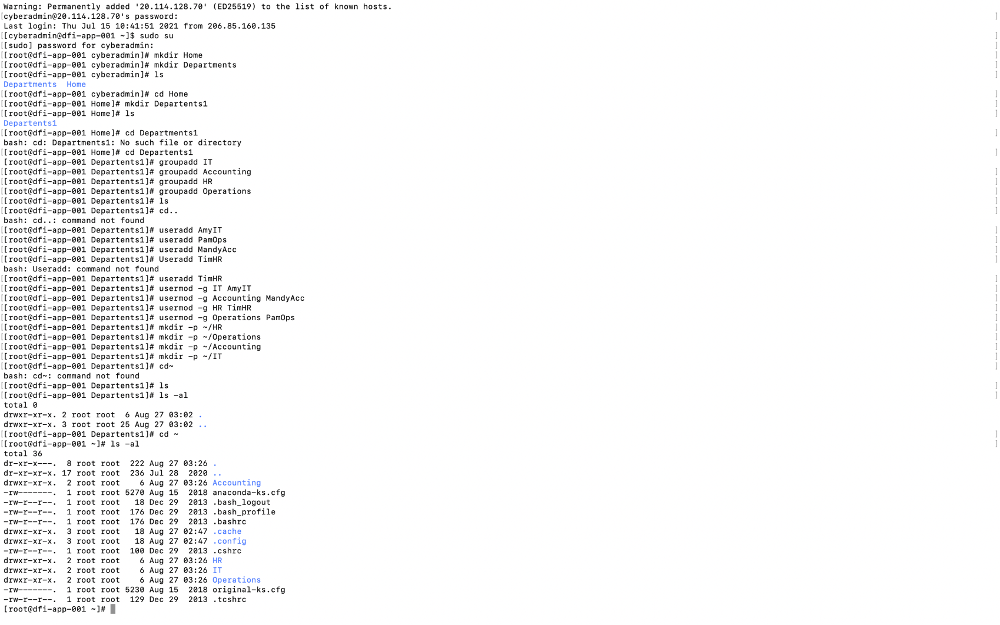 Warning: Permanently added '20.114.128.70' (ED25519) to the list of known hosts.
[cyberadmin@20.114.128.70's password: ]
Last login: Thu Jul 15 10:41:51 2021 from 206.85.160.135
[[cyberadmin@dfi-app-001 ~]$ sudo su ]
[[sudo] password for cyberadmin: ]
[[root@dfi-app-001 cyberadmin]# mkdir Home ]
[[root@dfi-app-001 cyberadmin]# mkdir Departments ]
[[root@dfi-app-001 cyberadmin]# ls ]
Departments  Home
[[root@dfi-app-001 cyberadmin]# cd Home ]
[[root@dfi-app-001 Home]# mkdir Departents1 ]
[[root@dfi-app-001 Home]# ls ]
Departents1
[[root@dfi-app-001 Home]# cd Departments1 ]
bash: cd: Departments1: No such file or directory
[[root@dfi-app-001 Home]# cd Departents1 ]
[root@dfi-app-001 Departents1]# groupadd IT
[[root@dfi-app-001 Departents1]# groupadd Accounting ]
[[root@dfi-app-001 Departents1]# groupadd HR ]
[[root@dfi-app-001 Departents1]# groupadd Operations ]
[[root@dfi-app-001 Departents1]# ls ]
[[root@dfi-app-001 Departents1]# cd.. ]
bash: cd..: command not found
[[root@dfi-app-001 Departents1]# useradd AmyIT ]
[[root@dfi-app-001 Departents1]# useradd PamOps ]
[[root@dfi-app-001 Departents1]# useradd MandyAcc ]
[[root@dfi-app-001 Departents1]# Useradd TimHR ]
bash: Useradd: command not found
[[root@dfi-app-001 Departents1]# useradd TimHR ]
[[root@dfi-app-001 Departents1]# usermod -g IT AmyIT ]
[[root@dfi-app-001 Departents1]# usermod -g Accounting MandyAcc ]
[[root@dfi-app-001 Departents1]# usermod -g HR TimHR ]
[[root@dfi-app-001 Departents1]# usermod -g Operations PamOps ]
[[root@dfi-app-001 Departents1]# mkdir -p ~/HR ]
[[root@dfi-app-001 Departents1]# mkdir -p ~/Operations ]
[[root@dfi-app-001 Departents1]# mkdir -p ~/Accounting ]
[[root@dfi-app-001 Departents1]# mkdir -p ~/IT ]
[[root@dfi-app-001 Departents1]# cd~ ]
bash: cd~: command not found
[[root@dfi-app-001 Departents1]# ls ]
[[root@dfi-app-001 Departents1]# ls -al ]
total 0
drwxr-xr-x. 2 root root  6 Aug 27 03:02 .
drwxr-xr-x. 3 root root 25 Aug 27 03:02 ..
[[root@dfi-app-001 Departents1]# cd ~ ]
[[root@dfi-app-001 ~]# ls -al ]
total 36
dr-xr-x---.  8 root root  222 Aug 27 03:26 .
dr-xr-xr-x. 17 root root  236 Jul 28  2020 ..
drwxr-xr-x.  2 root root    6 Aug 27 03:26 Accounting
-rw-------.  1 root root 5270 Aug 15  2018 anaconda-ks.cfg
-rw-r--r--.  1 root root   18 Dec 29  2013 .bash_logout
-rw-r--r--.  1 root root  176 Dec 29  2013 .bash_profile
-rw-r--r--.  1 root root  176 Dec 29  2013 .bashrc
drwxr-xr-x.  3 root root   18 Aug 27 02:47 .cache
drwxr-xr-x.  3 root root   18 Aug 27 02:47 .config
-rw-r--r--.  1 root root  100 Dec 29  2013 .cshrc
drwxr-xr-x.  2 root root    6 Aug 27 03:26 HR
drwxr-xr-x.  2 root root    6 Aug 27 03:26 IT
drwxr-xr-x.  2 root root    6 Aug 27 03:26 Operations
-rw-------.  1 root root 5230 Aug 15  2018 original-ks.cfg
-rw-r--r--.  1 root root  129 Dec 29  2013 .tcshrc
[root@dfi-app-001 ~]#